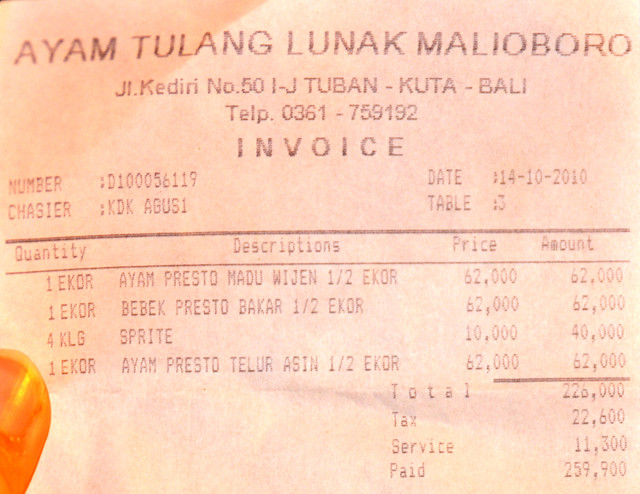 AYAM TULANG LUNAK MALIOBORO
Jl.Kediri No.50 I-J TUBAN - KUTA - BALI
Telp. 0361 - 759192
INVOICE
NUMBER :D100056119 DATE :14-10-2010
CHASIER :KDK AGUS1 TABLE :3
Quantity Descriptions Price Amount
1 EKOR AYAM PRESTO MADU WIJEN 1/2 EKOR 62,000 62,000
1 EKOR BEBEK PRESTO BAKAR 1/2 EKOR 62,000 62,000
4 KLG SPRITE 10,000 40,000
1 EKOR AYAM PRESTO TELUR ASIN 1/2 EKOR 62,000 62,000
Total 226,000
Tax 22,600
Service 11,300
Paid 259,900